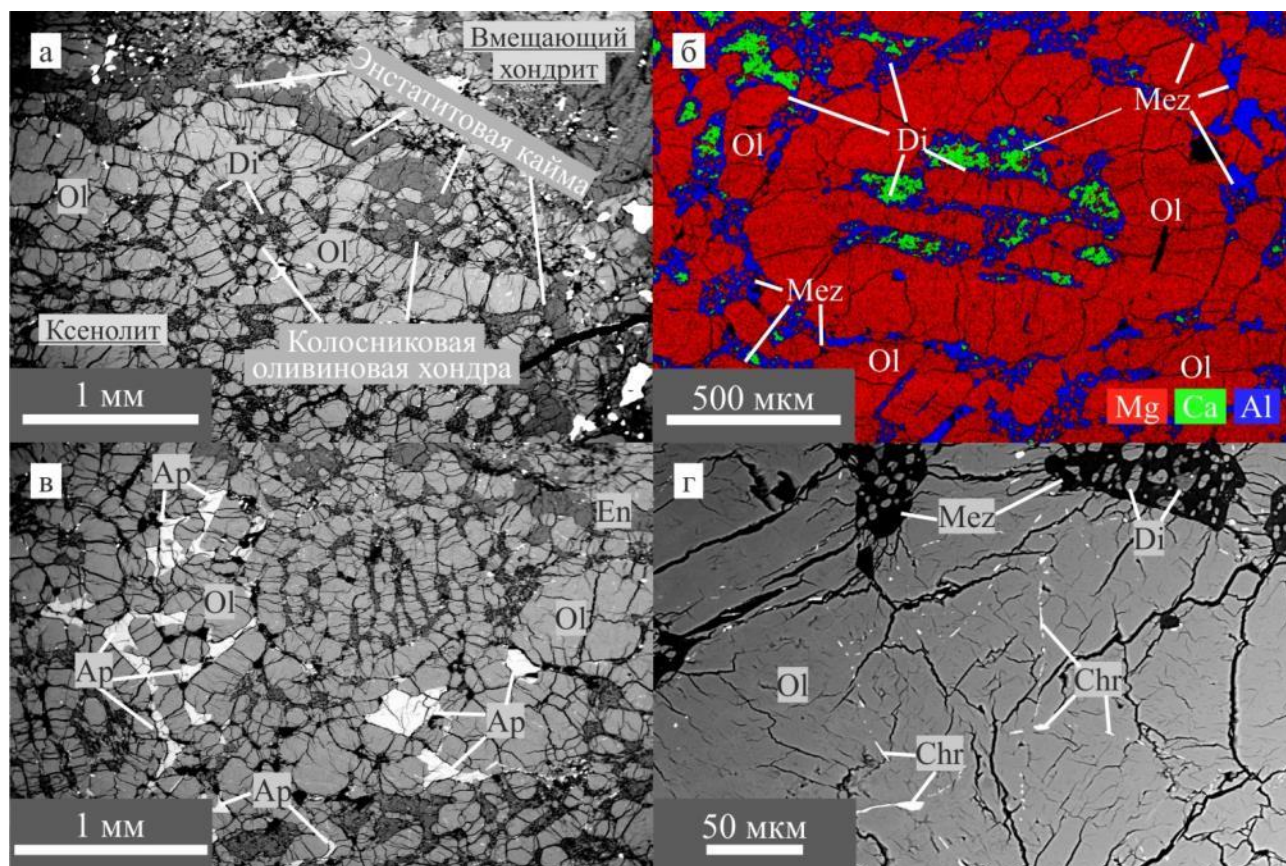 а
Вмещающий
хондрит
Энстатитовая
кайма
Di
Ol
Ol
Ксенолит
Колосниковая
оливиновая хондра
1 мм
б
Mez
Di
Ol
Ol
Mez
Ol
Ol
500 мкм
Mg Ca Al
в
Ap
En
Ol
Ol
Ap
Ap
Ap
1 мм
г
Mez
Di
Ol
Chr
Chr
50 мкм